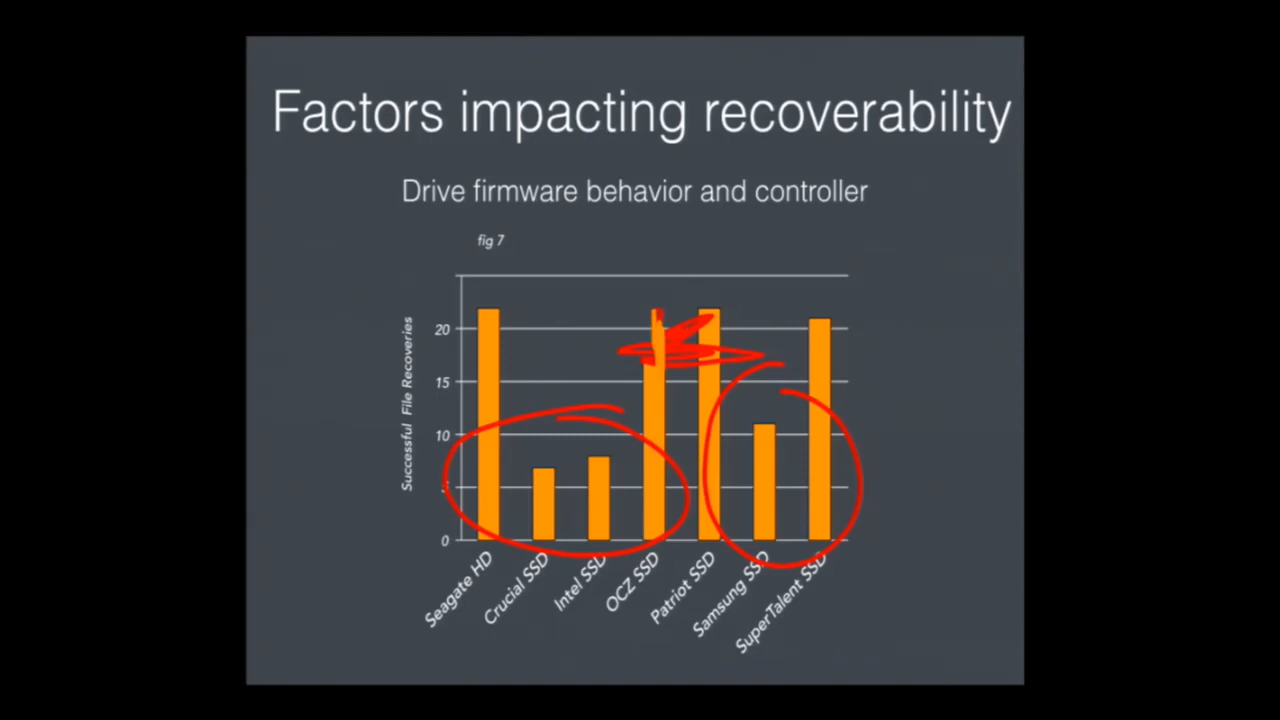 Factors impacting recoverability
Drive firmware behavior and controller
fig 7
Successful File Recoveries
20
15
10
5
0
Seagate HD
Crucial SSD
Intel SSD
OCZ SSD
Patriot SSD
Samsung SSD
SuperTalent SSD